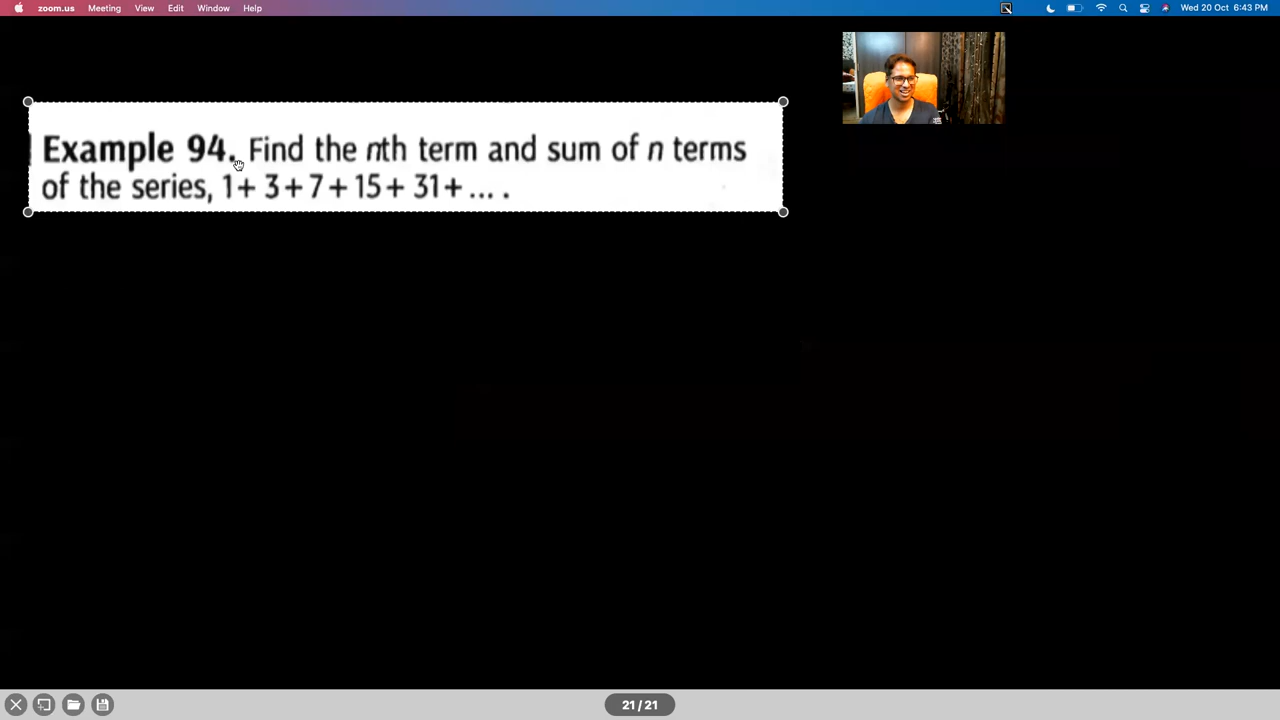 zoom.us Meeting View Edit Window Help Wed 20 Oct 6:43 PM
Example 94. Find the nth term and sum of n terms
of the series, 1+ 3+7+15+ 31+ ... .
21/21